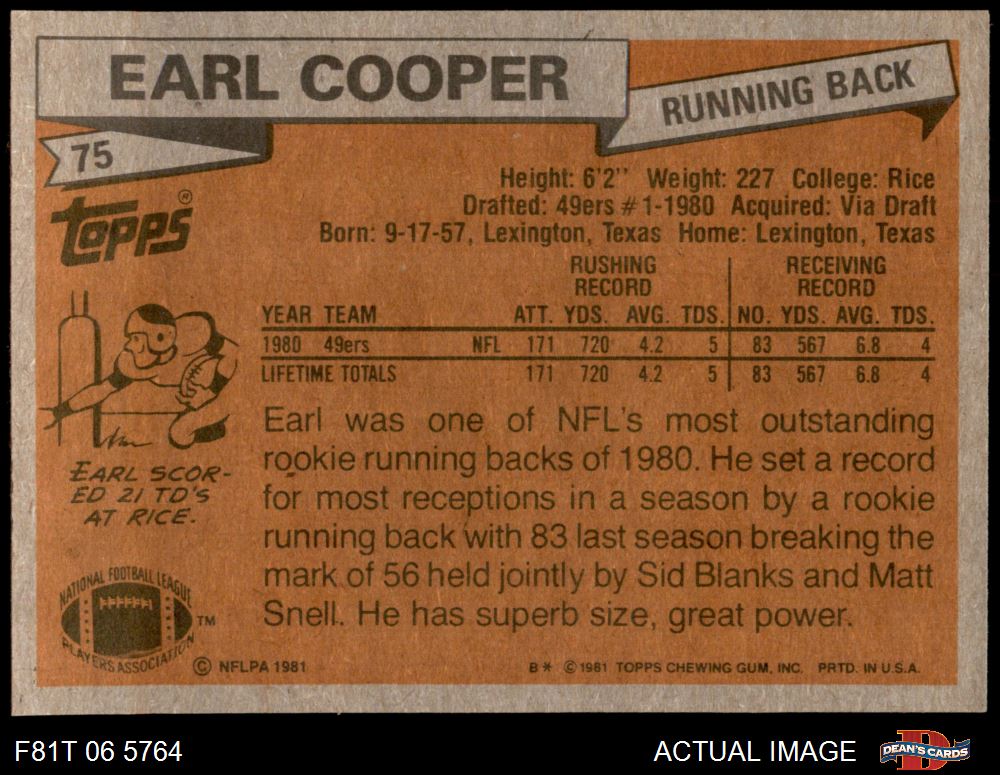 EARL COOPER
RUNNING BACK
75
TOPPS®
Height: 6'2'' Weight: 227 College: Rice
Drafted: 49ers #1-1980 Acquired: Via Draft
Born: 9-17-57, Lexington, Texas Home: Lexington, Texas
RUSHING RECORD RECEIVING RECORD
YEAR TEAM ATT. YDS. AVG. TDS. NO. YDS. AVG. TDS.
1980 49ers NFL 171 720 4.2 5 83 567 6.8 4
LIFETIME TOTALS 171 720 4.2 5 83 567 6.8 4
EARL SCOR-
ED 21 TD'S
AT RICE.
Earl was one of NFL's most outstanding
rookie running backs of 1980. He set a record
for most receptions in a season by a rookie
running back with 83 last season breaking the
mark of 56 held jointly by Sid Blanks and Matt
Snell. He has superb size, great power.
NATIONAL FOOTBALL LEAGUE
PLAYERS ASSOCIATION
TM
© NFLPA 1981
B* © 1981 TOPPS CHEWING GUM, INC. PRTD. IN U.S.A.
F81T 06 5764
ACTUAL IMAGE
D
DEAN'S CARDS